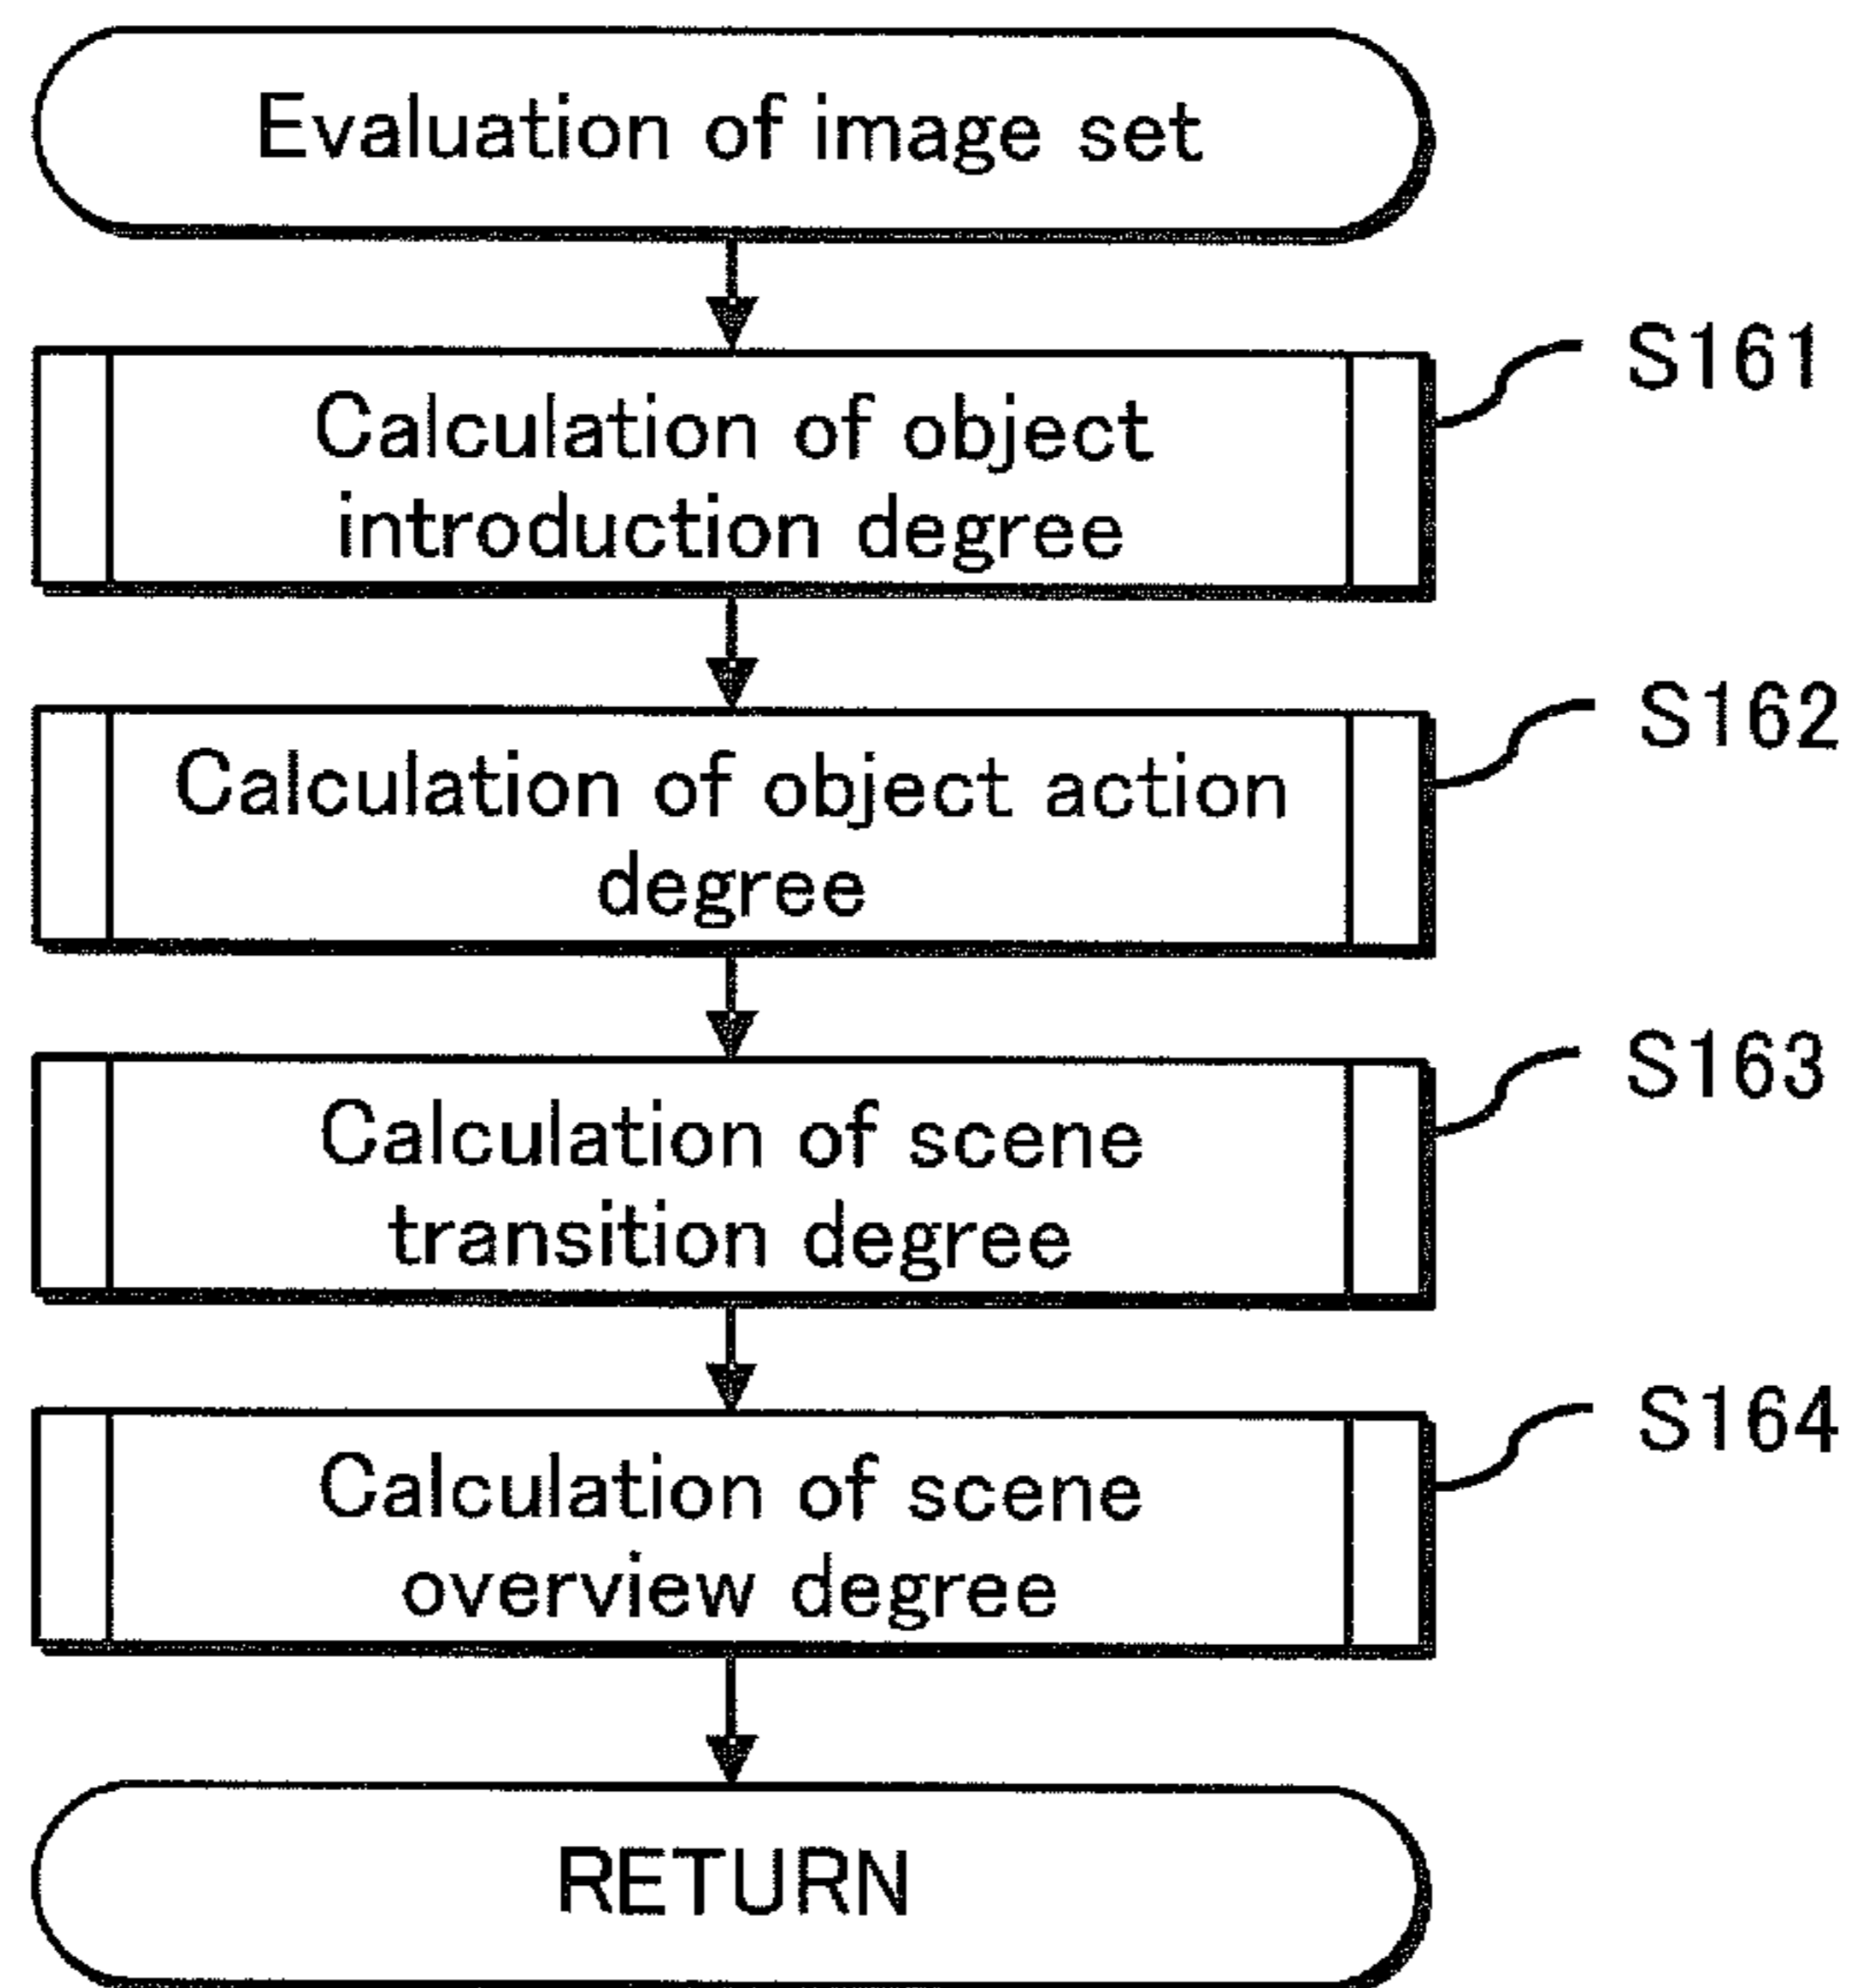 Evaluation of image set
S161
Calculation of object
introduction degree
S162
Calculation of object action
degree
S163
Calculation of scene
transition degree
S164
Calculation of scene
overview degree
RETURN